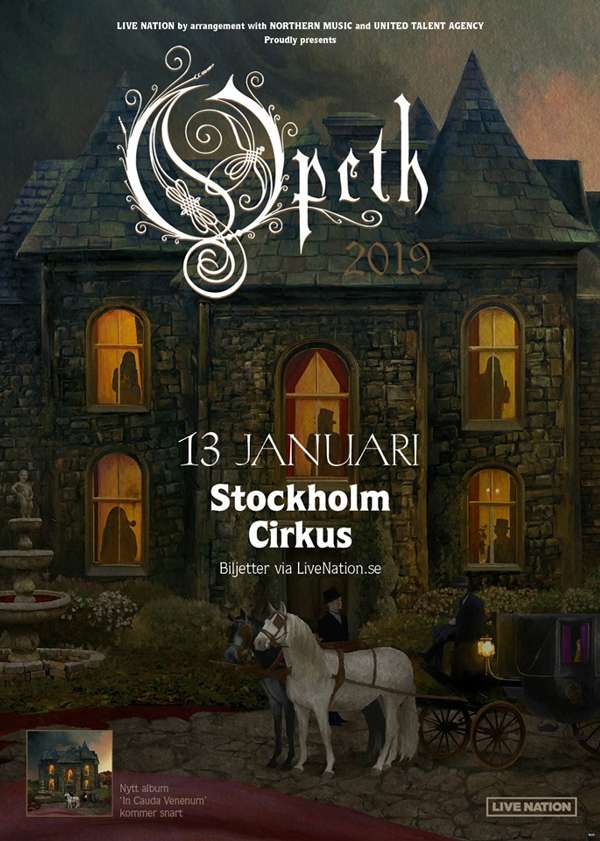 LIVE NATION by arrangement with NORTHERN MUSIC and UNITED TALENT AGENCY
Proudly presents
Opeth
2019
13 JANUARI
Stockholm
Cirkus
Biljetter via LiveNation.se
Nytt album
'In Cauda Venenum'
kommer snart
LIVE NATION